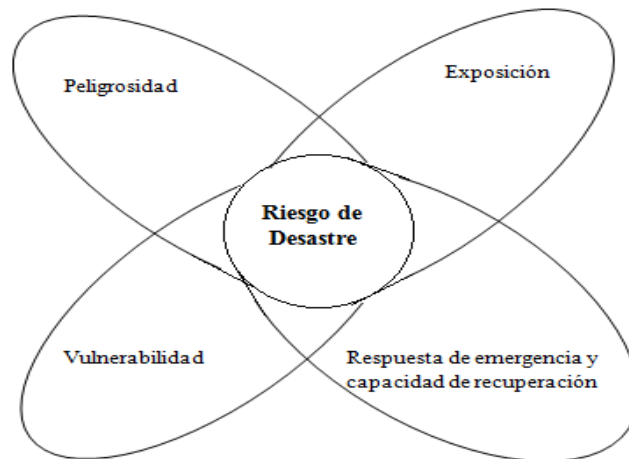 Peligrosidad
Exposición
Riesgo de
Desastre
Vulnerabilidad
Respuesta de emergencia y
capacidad de recuperación